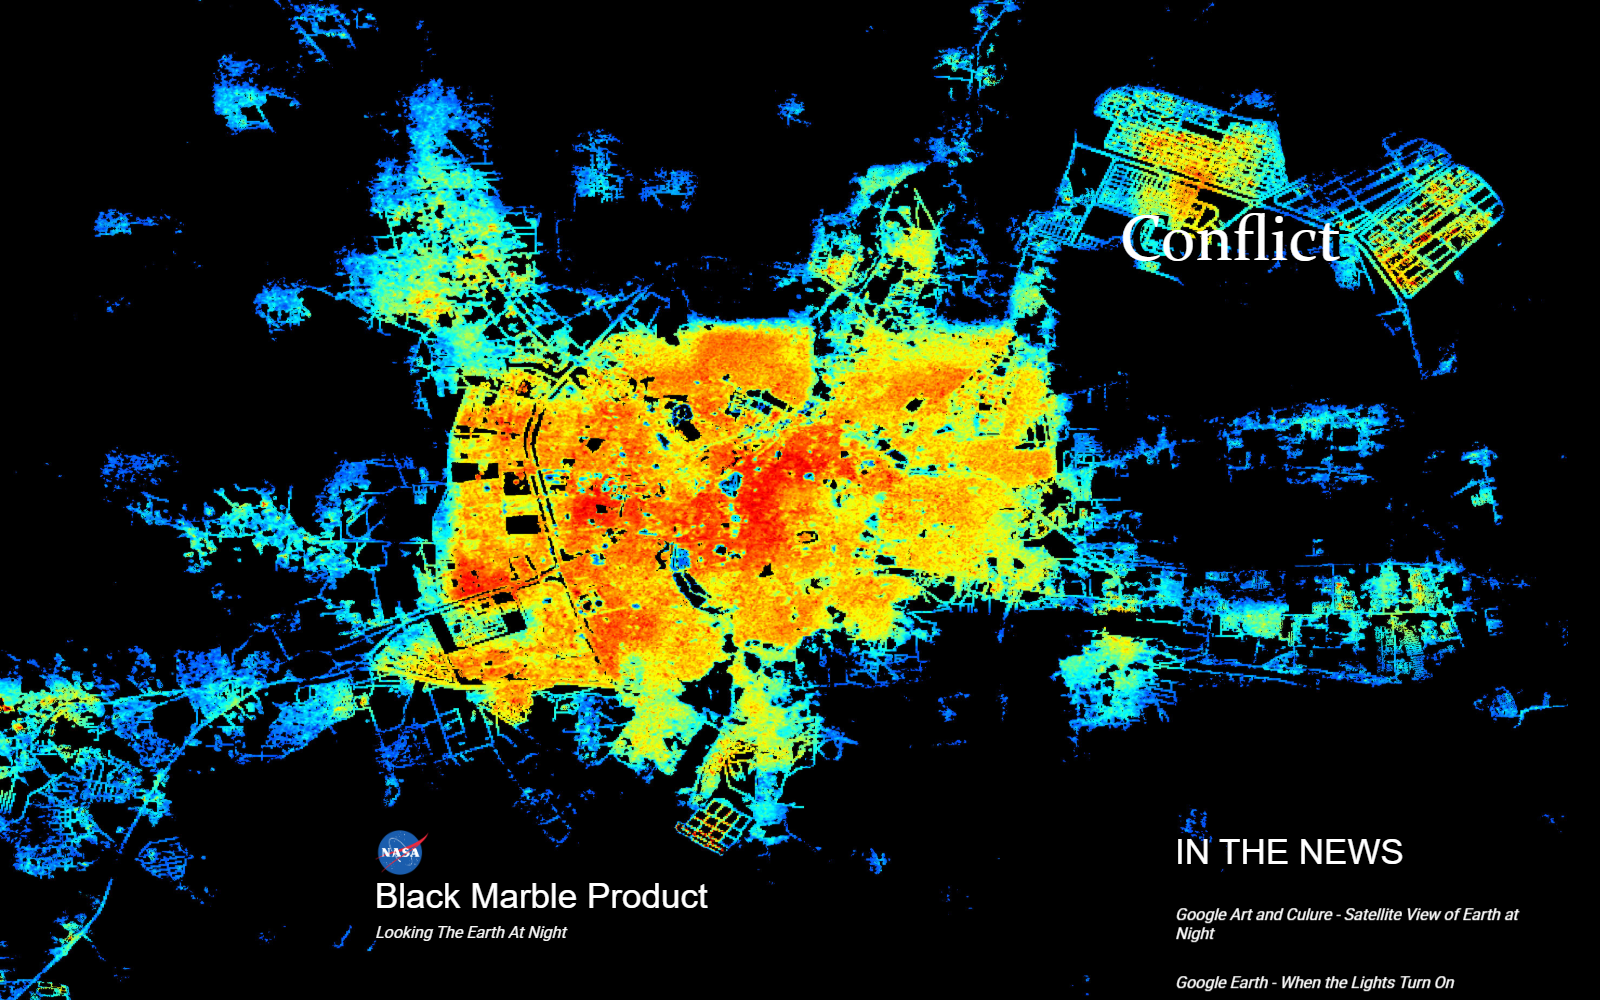 Conflict
NASA
Black Marble Product
Looking The Earth At Night
IN THE NEWS
Google Art and Culure - Satellite View of Earth at
Night
Google Earth - When the Lights Turn On